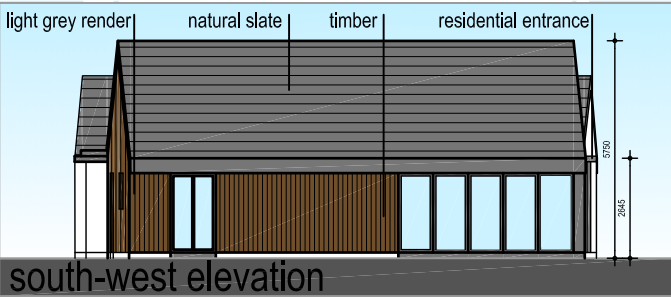 light grey render natural slate timber residential entrance
5750
2645
south-west elevation